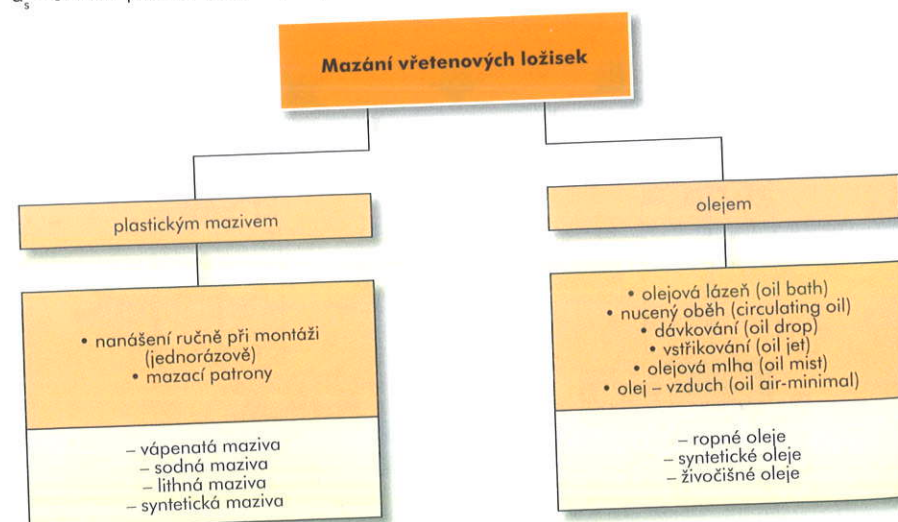 Mazání vřetenových ložisek
plastickým mazivem
• nanášení ručně při montáži
(jednorázově)
• mazací patrony
– vápenatá maziva
– sodná maziva
– lithná maziva
– syntetická maziva
olejem
• olejová lázeň (oil bath)
• nucený oběh (circulating oil)
• dávkování (oil drop)
• vstřikování (oil jet)
• olejová mlha (oil mist)
• olej – vzduch (oil air-minimal)
– ropné oleje
– syntetické oleje
– živočišné oleje